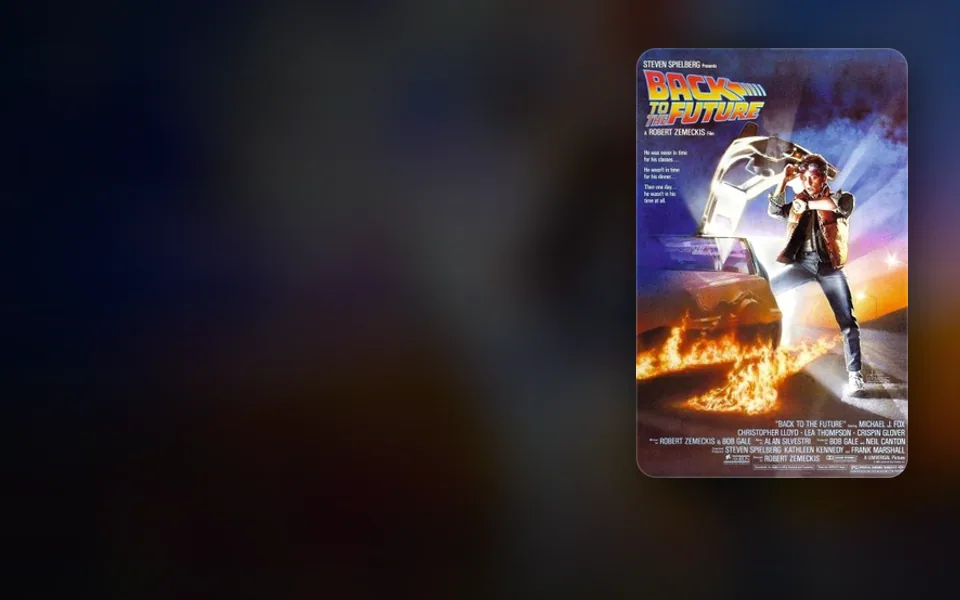 STEVEN SPIELBERG Presents
BACK
TO
THE FUTURE
A ROBERT ZEMECKIS Film
He was never in time
for his classes...
He wasn't in time
for his dinner...
Then one day...
he wasn't in his
time at all.
"BACK TO THE FUTURE" Starring MICHAEL J. FOX
CHRISTOPHER LLOYD · LEA THOMPSON · CRISPIN GLOVER
ROBERT ZEMECKIS & BOB GALE ALAN SILVESTRI BOB GALE and NEIL CANTON
STEVEN SPIELBERG KATHLEEN KENNEDY and FRANK MARSHALL
ROBERT ZEMECKIS A UNIVERSAL Picture